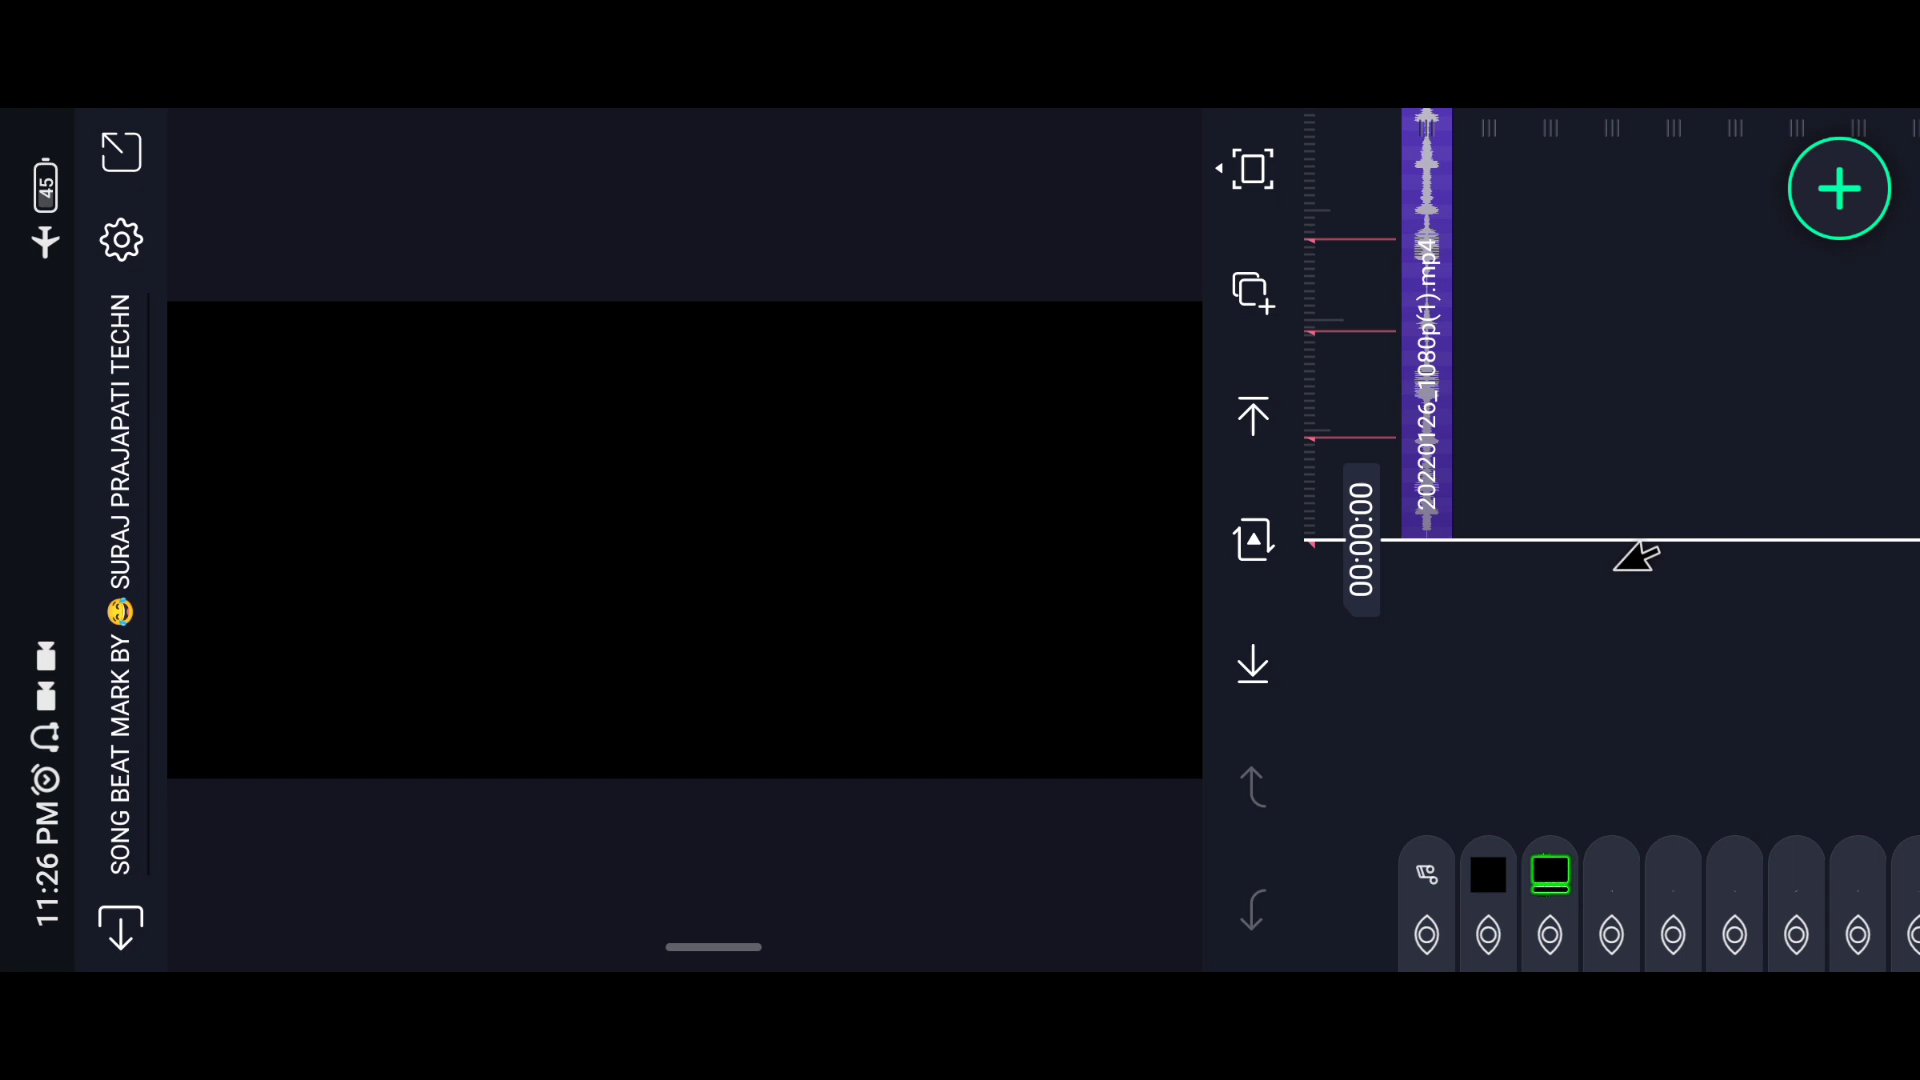 11:26 PM
45
SONG BEAT MARK BY 😂 SURAJ PRAJAPATI TECHN
00:00:00
20220126_1080p(1).mp4